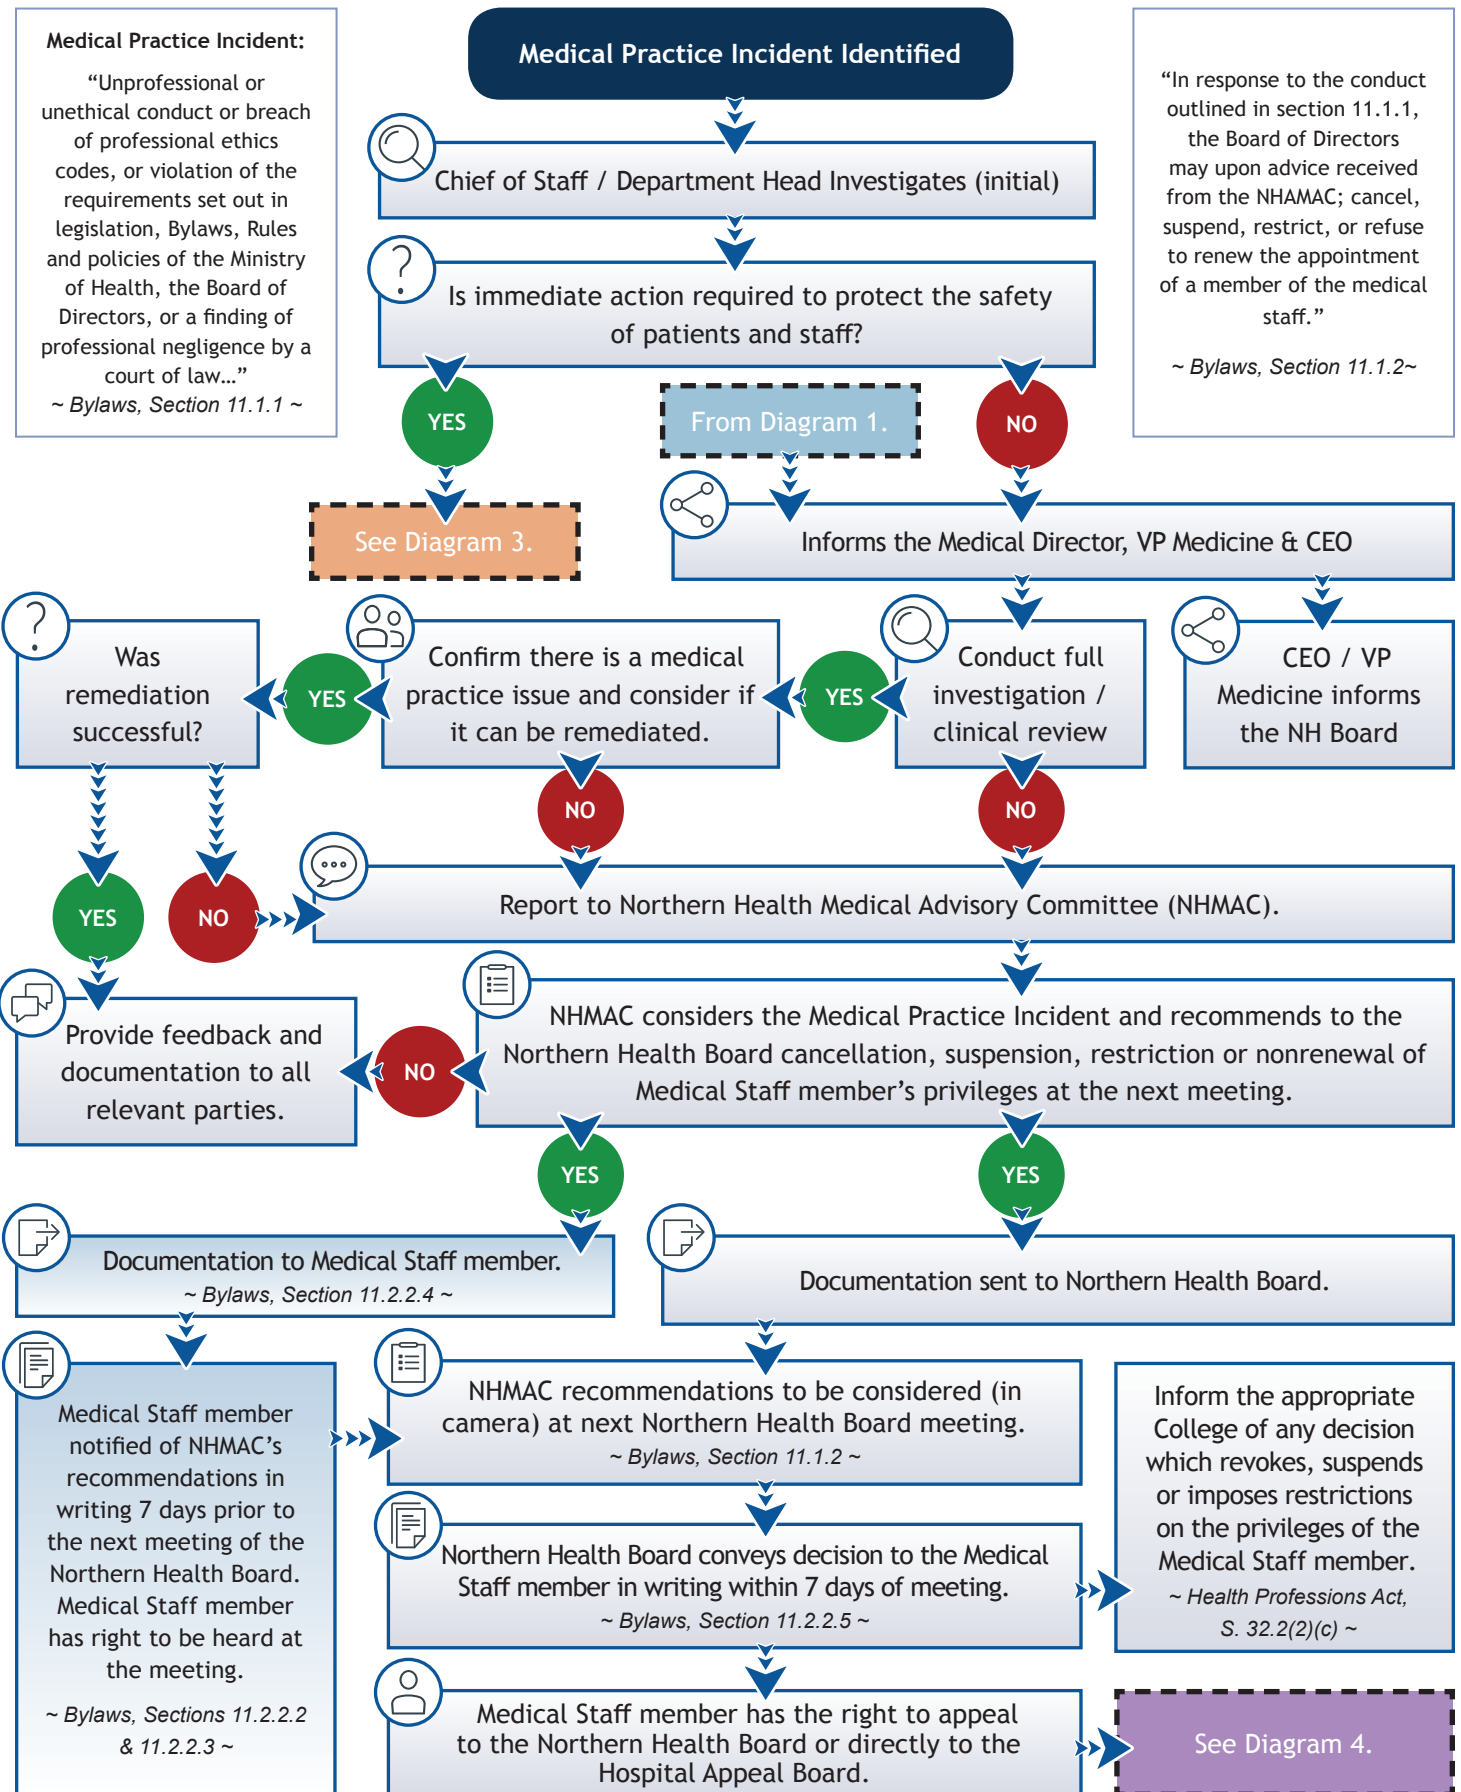 Medical Practice Incident:
“Unprofessional or
unethical conduct or breach
of professional ethics
codes, or violation of the
requirements set out in
legislation, Bylaws, Rules
and policies of the Ministry
of Health, the Board of
Directors, or a finding of
professional negligence by a
court of law…”
~ Bylaws, Section 11.1.1 ~
Medical Practice Incident Identified
“In response to the conduct
outlined in section 11.1.1,
the Board of Directors
may upon advice received
from the NHAMAC; cancel,
suspend, restrict, or refuse
to renew the appointment
of a member of the medical
staff.”
~ Bylaws, Section 11.1.2~
Chief of Staff / Department Head Investigates (initial)
Is immediate action required to protect the safety
of patients and staff?
YES
From Diagram 1.
NO
See Diagram 3.
Informs the Medical Director, VP Medicine & CEO
Was
remediation
successful?
YES
Confirm there is a medical
practice issue and consider if
it can be remediated.
YES
Conduct full
investigation /
clinical review
CEO / VP
Medicine informs
the NH Board
NO
NO
YES
NO
Report to Northern Health Medical Advisory Committee (NHMAC).
Provide feedback and
documentation to all
relevant parties.
NO
NHMAC considers the Medical Practice Incident and recommends to the
Northern Health Board cancellation, suspension, restriction or nonrenewal of
Medical Staff member’s privileges at the next meeting.
YES
YES
Documentation to Medical Staff member.
~ Bylaws, Section 11.2.2.4 ~
Documentation sent to Northern Health Board.
Medical Staff member
notified of NHMAC’s
recommendations in
writing 7 days prior to
the next meeting of the
Northern Health Board.
Medical Staff member
has right to be heard at
the meeting.
~ Bylaws, Sections 11.2.2.2
& 11.2.2.3 ~
NHMAC recommendations to be considered (in
camera) at next Northern Health Board meeting.
~ Bylaws, Section 11.1.2 ~
Northern Health Board conveys decision to the Medical
Staff member in writing within 7 days of meeting.
~ Bylaws, Section 11.2.2.5 ~
Inform the appropriate
College of any decision
which revokes, suspends
or imposes restrictions
on the privileges of the
Medical Staff member.
~ Health Professions Act,
S. 32.2(2)(c) ~
Medical Staff member has the right to appeal
to the Northern Health Board or directly to the
Hospital Appeal Board.
See Diagram 4.